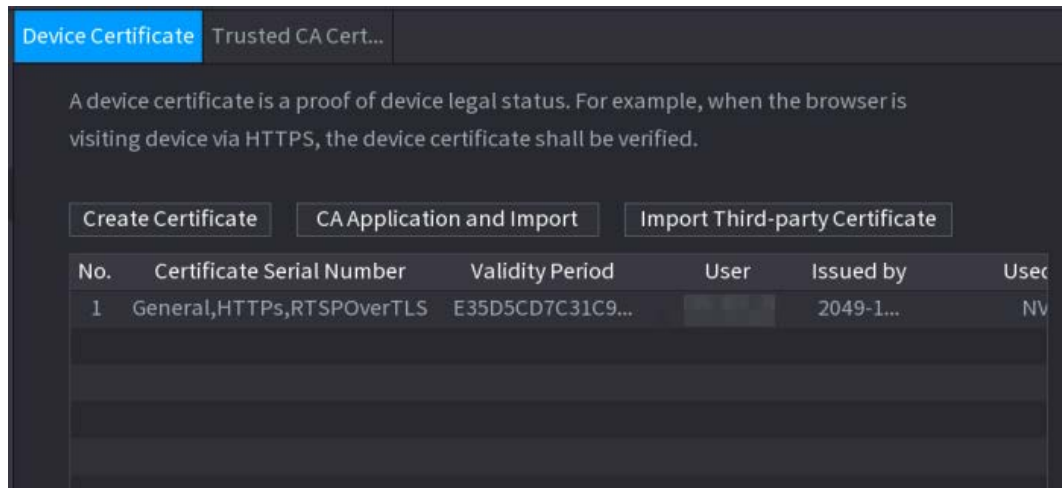 Device Certificate Trusted CA Cert...
A device certificate is a proof of device legal status. For example, when the browser is
visiting device via HTTPS, the device certificate shall be verified.
Create Certificate CA Application and Import Import Third-party Certificate
No. Certificate Serial Number Validity Period User Issued by Used
1 General,HTTPs,RTSPOverTLS E35D5CD7C31C9... 2049-1... NV